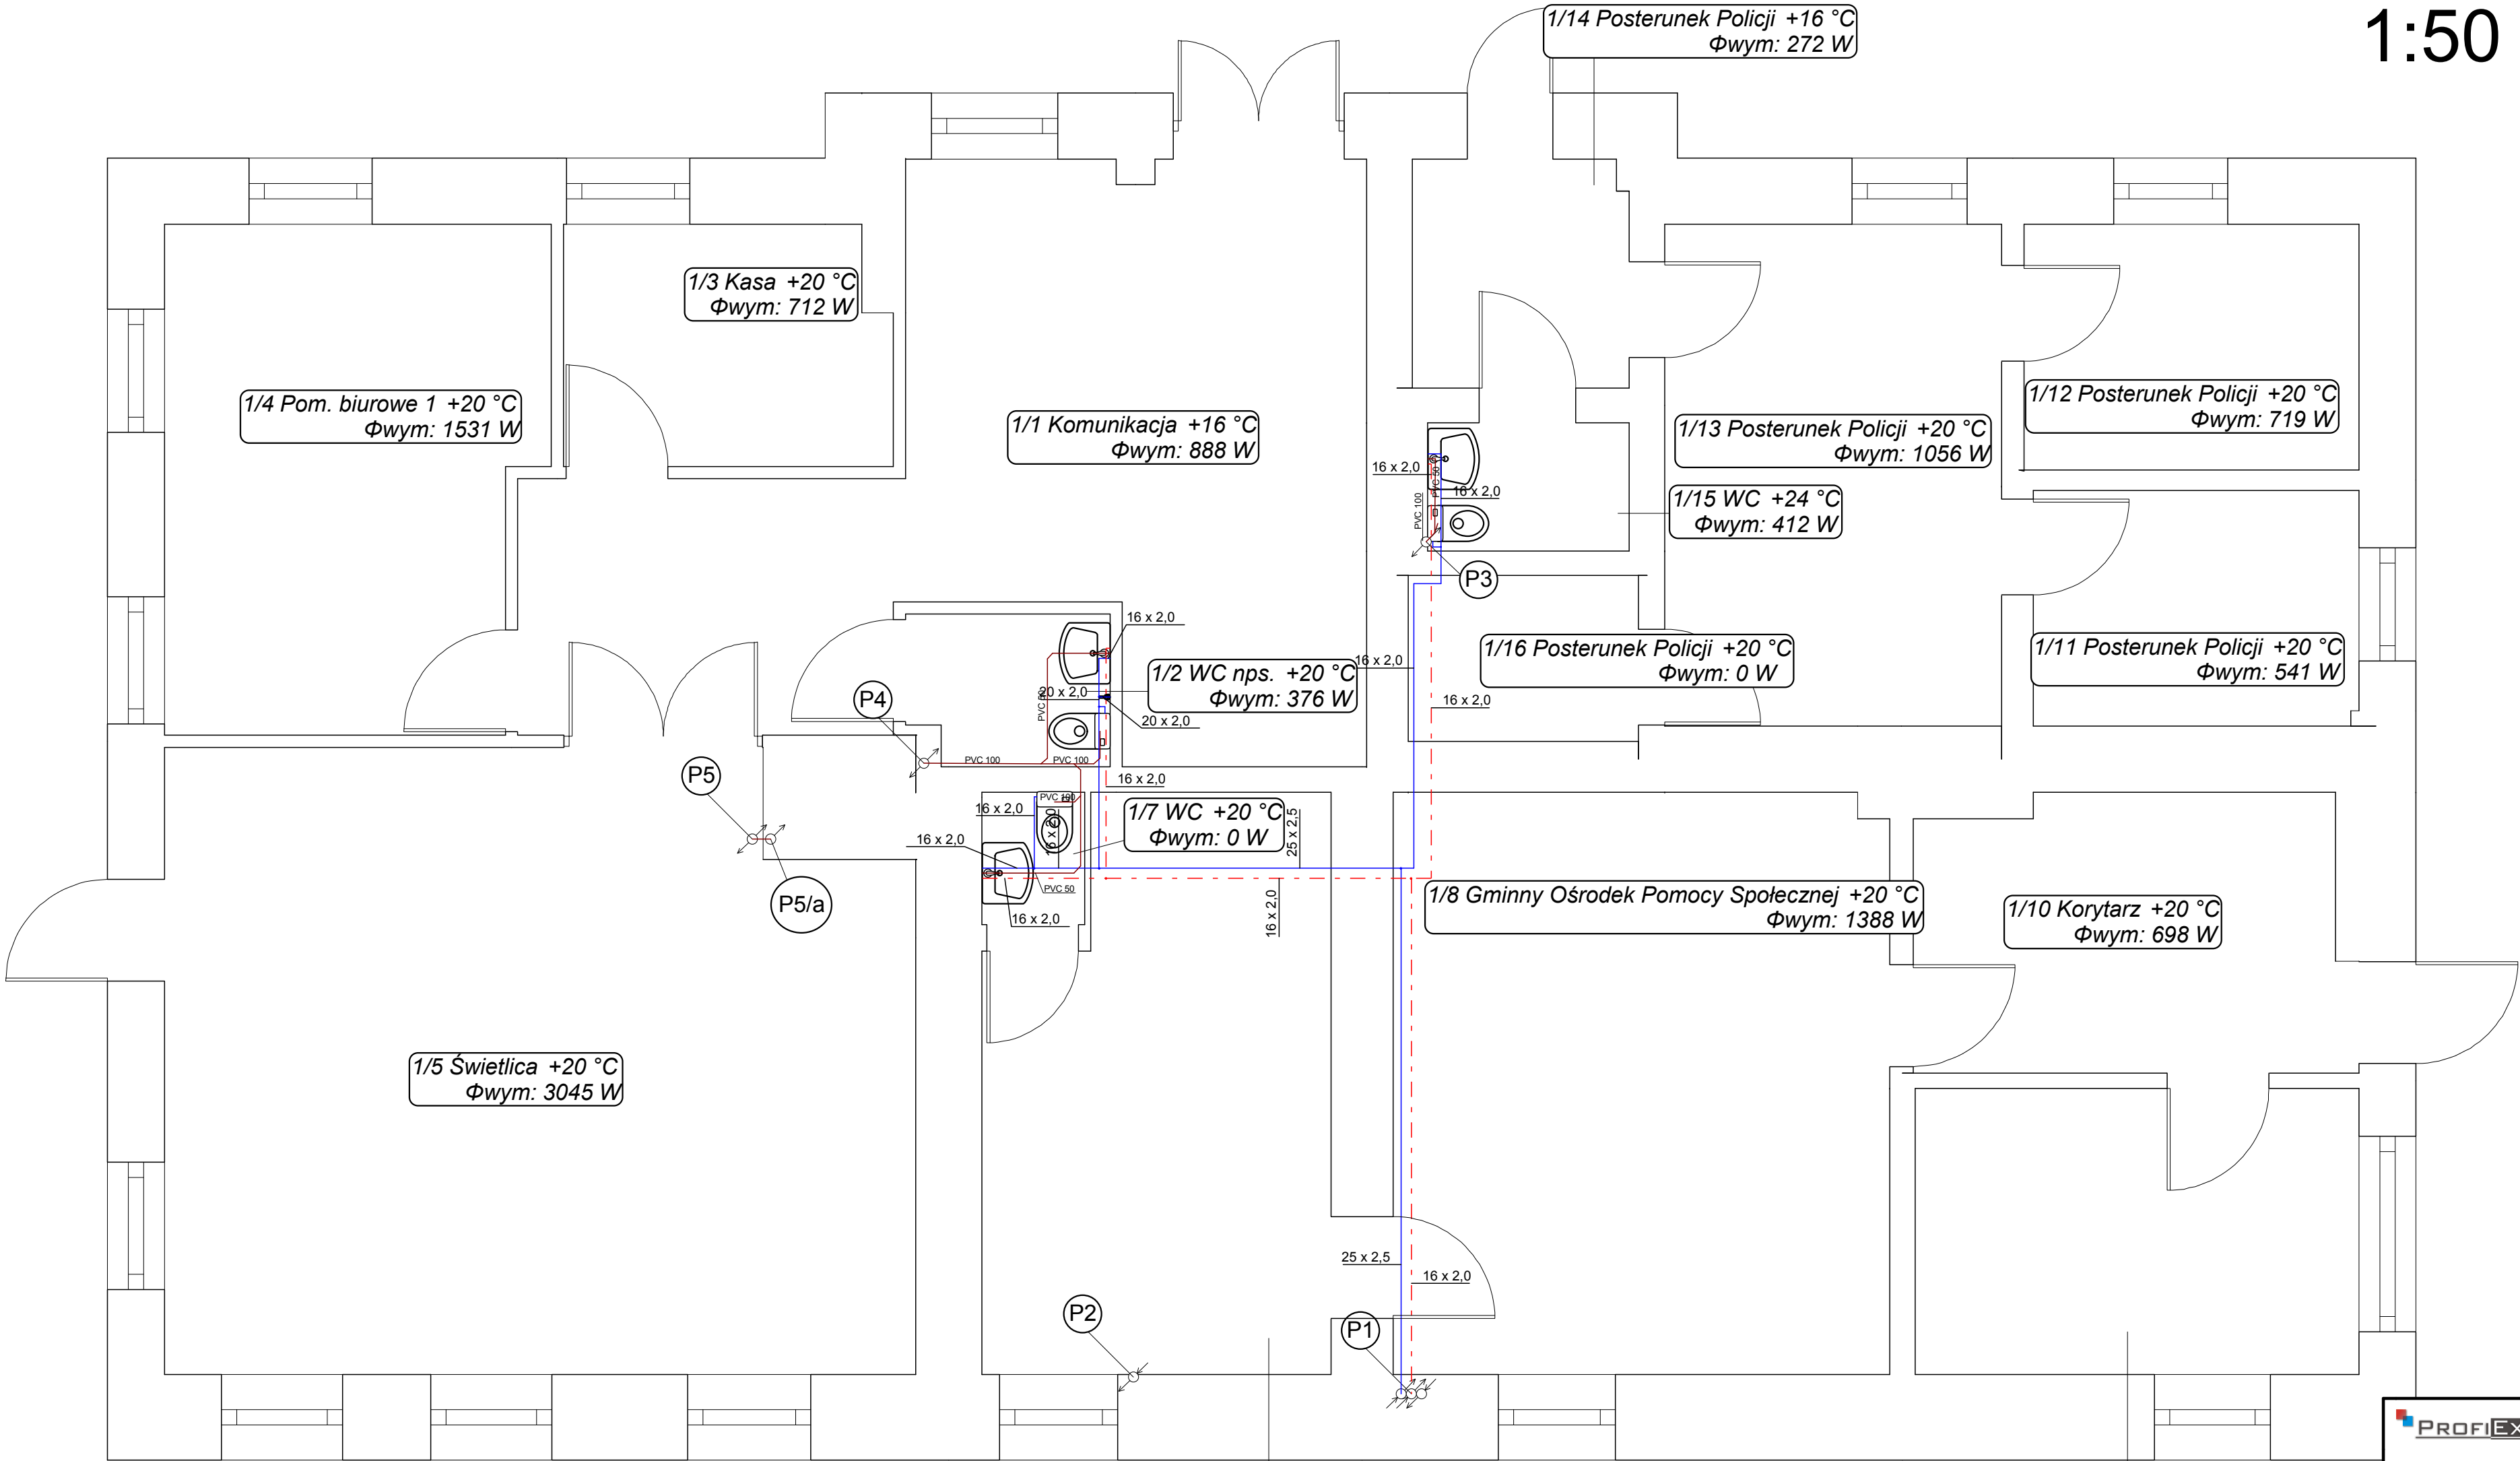 1/14 Posterunek Policji +16 °C
Φwym: 272 W
1:50
1/3 Kasa +20 °C
Φwym: 712 W
1/4 Pom. biurowe 1 +20 °C
Φwym: 1531 W
1/1 Komunikacja +16 °C
Φwym: 888 W
1/13 Posterunek Policji +20 °C
Φwym: 1056 W
1/12 Posterunek Policji +20 °C
Φwym: 719 W
16 x 2,0
PVC 50
16 x 2,0
PVC 100
1/15 WC +24 °C
Φwym: 412 W
P3
16 x 2,0
1/2 WC nps. +20 °C
Φwym: 376 W
16 x 2,0
1/16 Posterunek Policji +20 °C
Φwym: 0 W
1/11 Posterunek Policji +20 °C
Φwym: 541 W
20 x 2,0
20 x 2,0
16 x 2,0
P4
PVC 100
PVC 100
P5
16 x 2,0
PVC 100
16 x 2,0
16 x 2,0
1/7 WC +20 °C
Φwym: 0 W
25 x 2,5
16 x 2,0
PVC 50
P5/a
16 x 2,0
16 x 2,0
1/8 Gminny Ośrodek Pomocy Społecznej +20 °C
Φwym: 1388 W
1/10 Korytarz +20 °C
Φwym: 698 W
1/5 Świetlica +20 °C
Φwym: 3045 W
25 x 2,5
16 x 2,0
P2
P1
PROFIEX